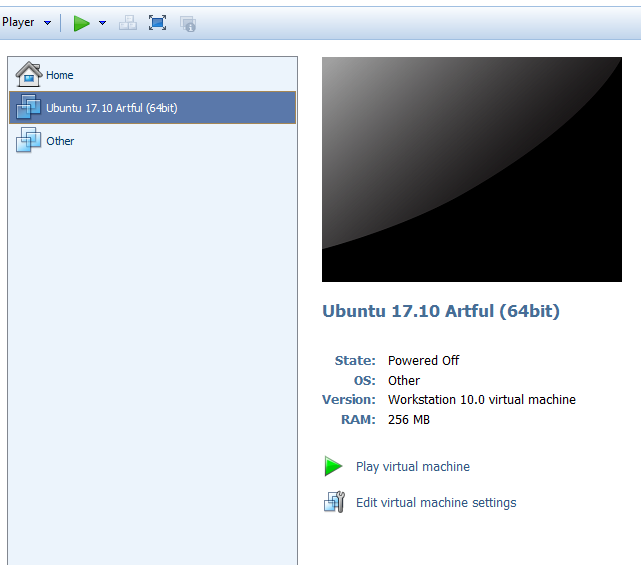 Player
Home
Ubuntu 17.10 Artful (64bit)
Other
Ubuntu 17.10 Artful (64bit)
State: Powered Off
OS: Other
Version: Workstation 10.0 virtual machine
RAM: 256 MB
Play virtual machine
Edit virtual machine settings